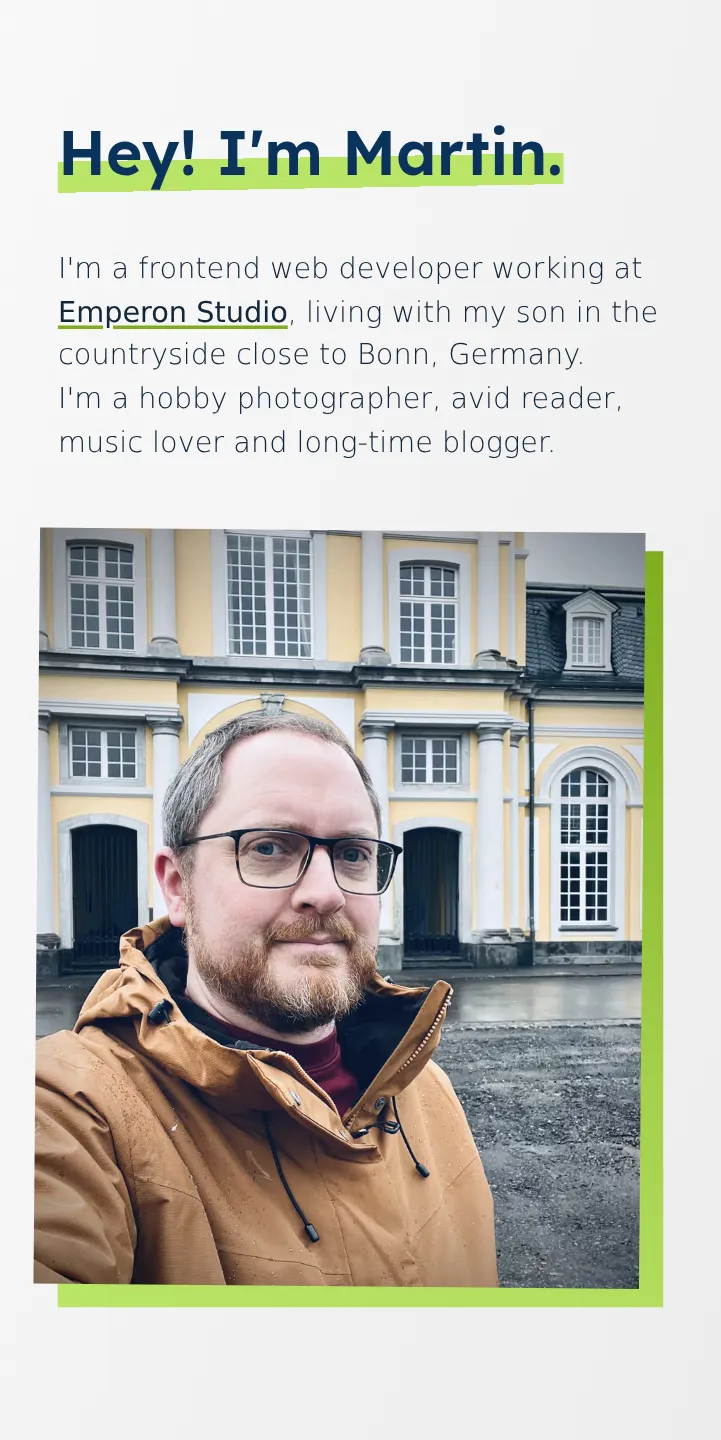 Hey! I'm Martin.
I'm a frontend web developer working at
Emperon Studio, living with my son in the
countryside close to Bonn, Germany.
I'm a hobby photographer, avid reader,
music lover and long-time blogger.